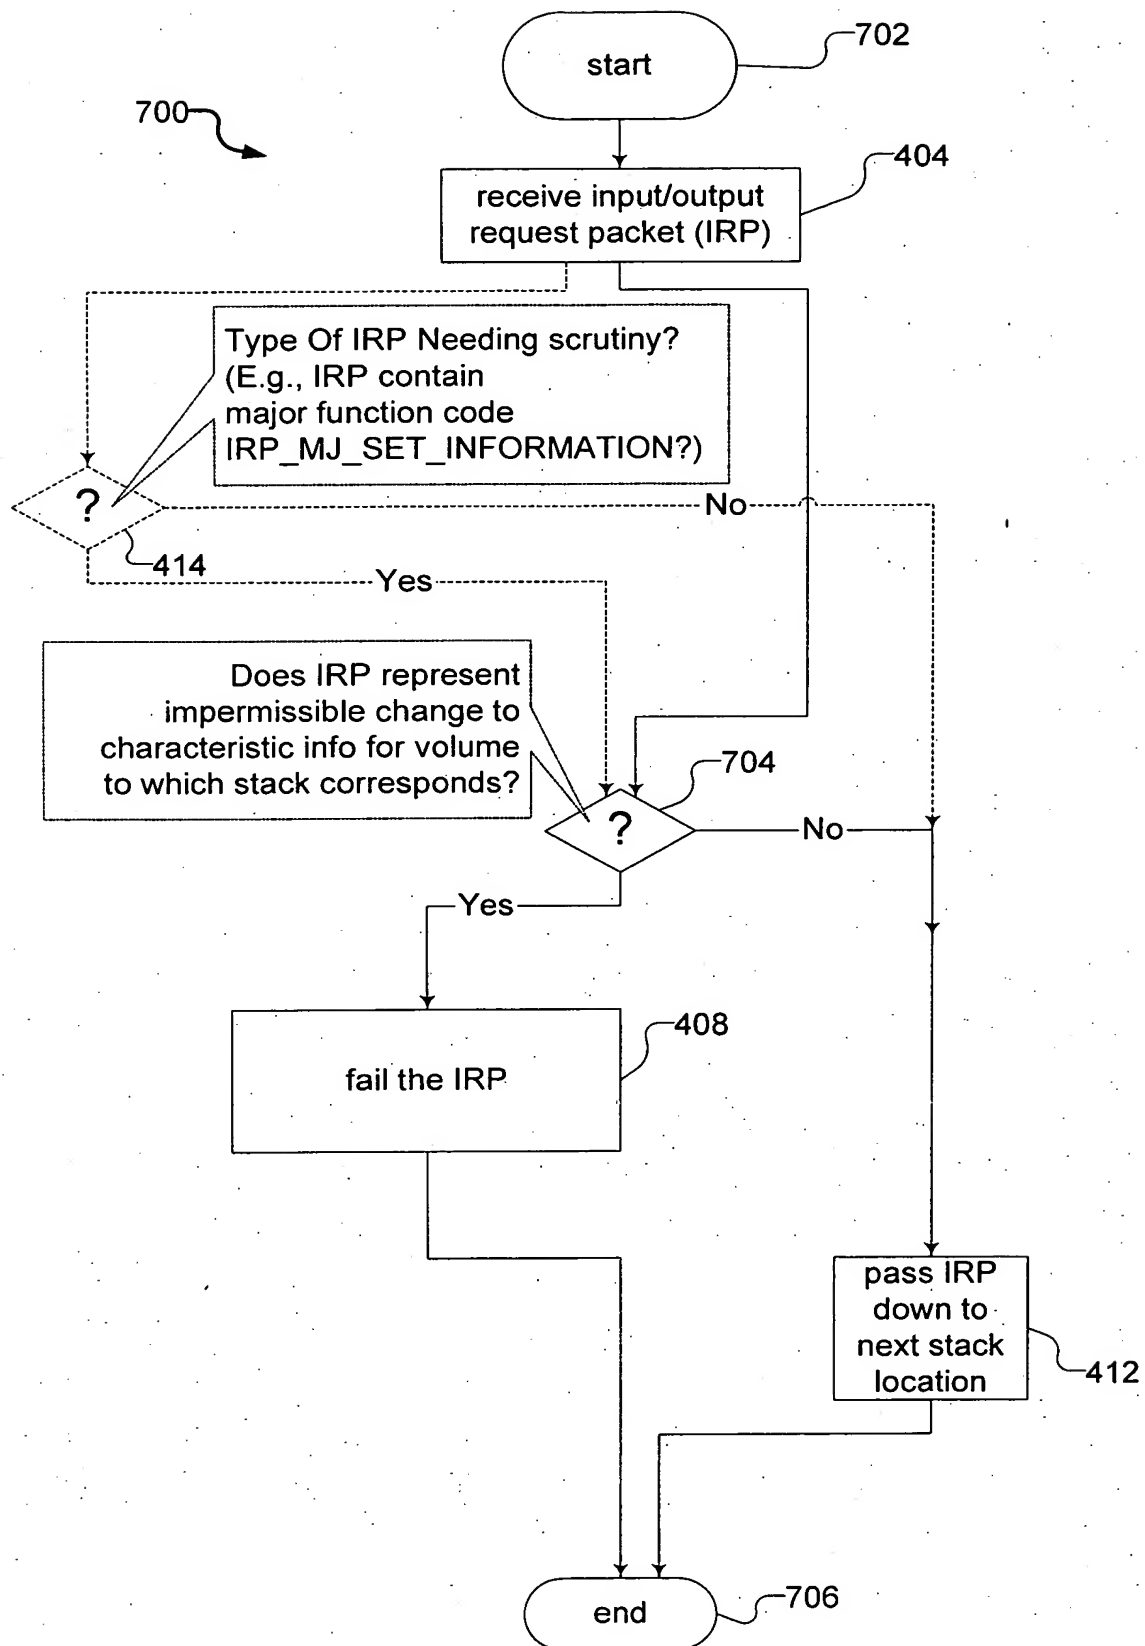 start
702
700
404
receive input/output
request packet (IRP)
Type Of IRP Needing scrutiny?
(E.g., IRP contain
major function code
IRP_MJ_SET_INFORMATION?)
?
No
414
Yes
Does IRP represent
impermissible change to
characteristic info for volume
to which stack corresponds?
704
?
No
Yes
408
fail the IRP
pass IRP
down to
next stack
location
412
end
706